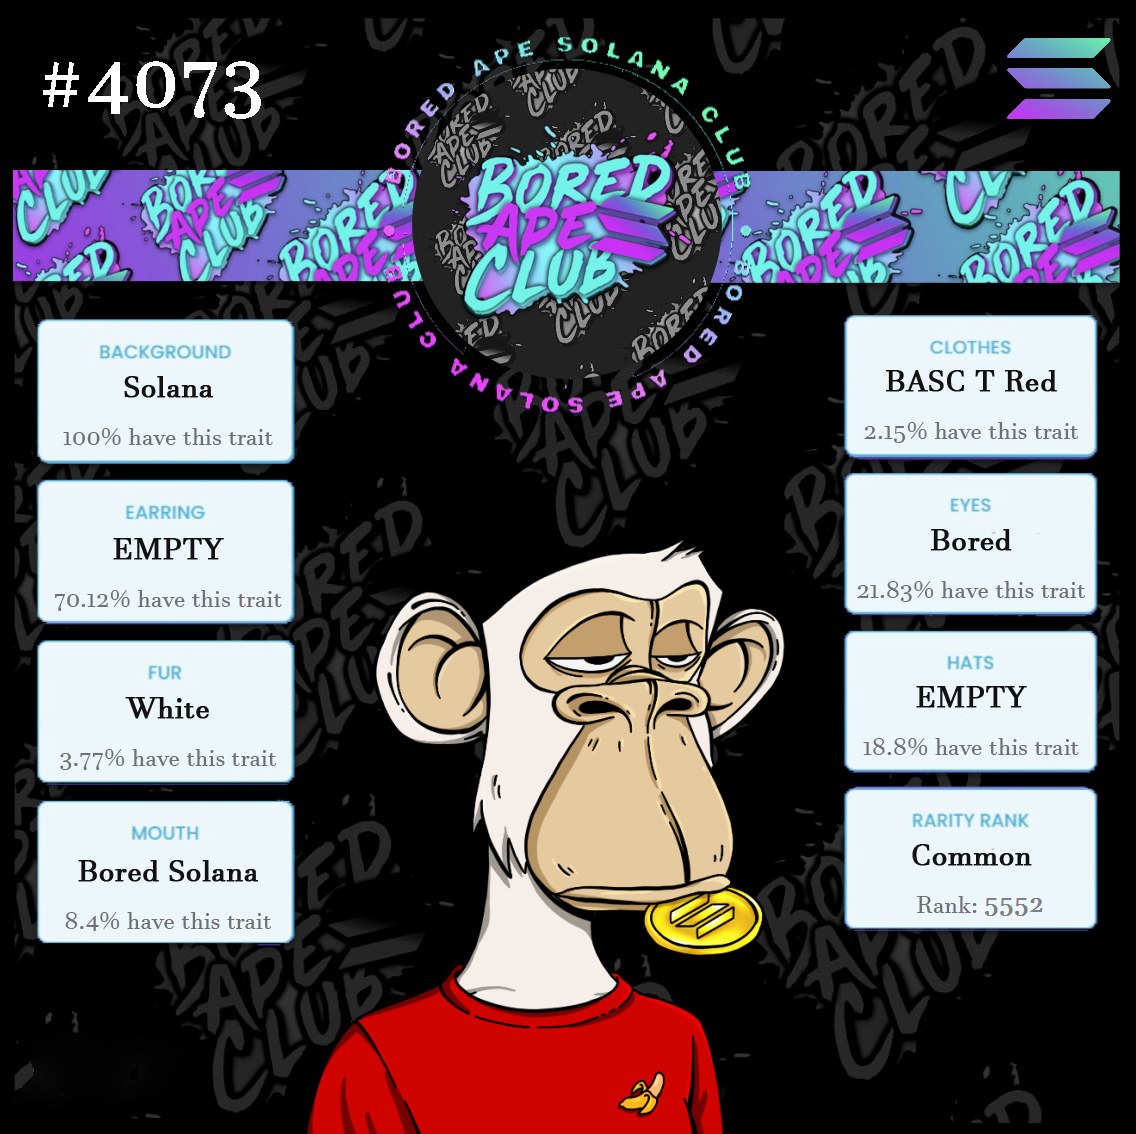 #4073
BORED APE SOLANA CLUB
BORED APE SOLANA CLUB
BORED
APE
CLUB
BACKGROUND
Solana
100% have this trait
EARRING
EMPTY
70.12% have this trait
FUR
White
3.77% have this trait
MOUTH
Bored Solana
8.4% have this trait
CLOTHES
BASC T Red
2.15% have this trait
EYES
Bored
21.83% have this trait
HATS
EMPTY
18.8% have this trait
RARITY RANK
Common
Rank: 5552